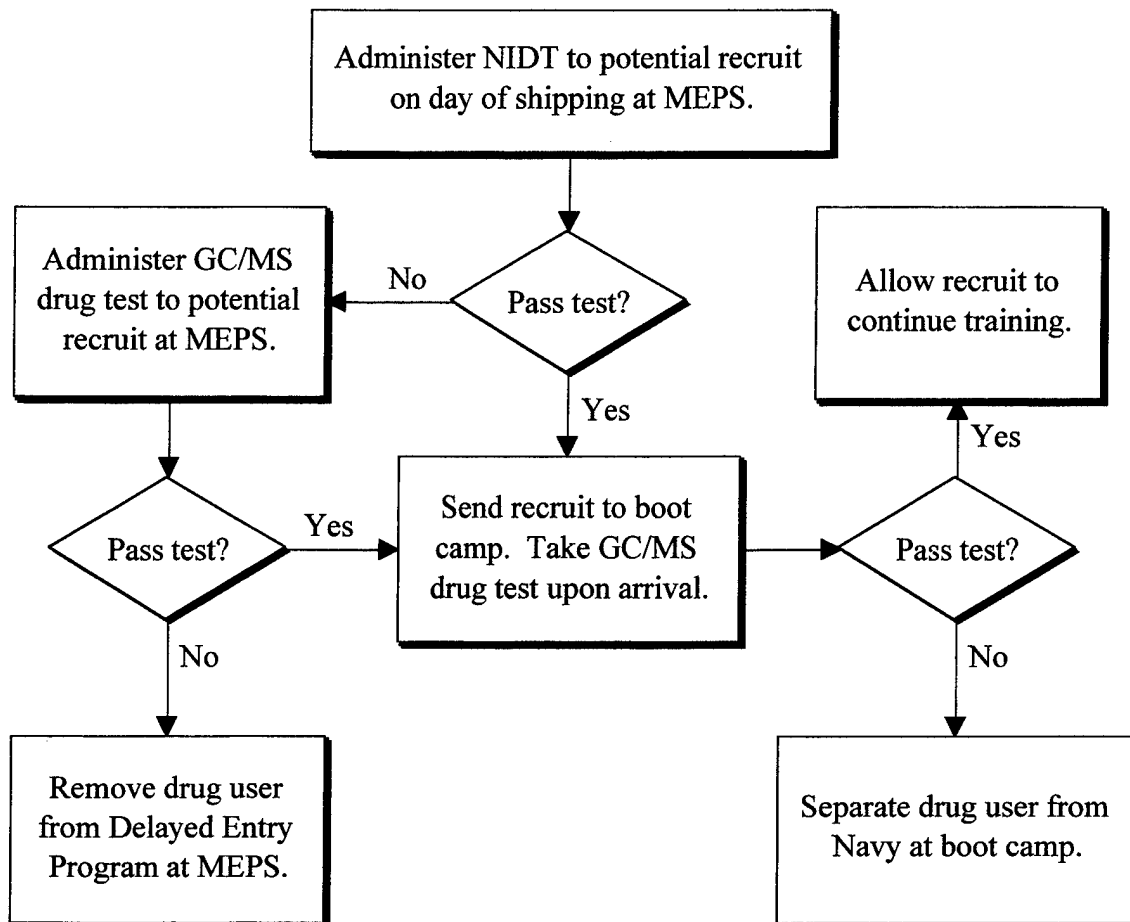 Administer NIDT to potential recruit
on day of shipping at MEPS.
Administer GC/MS
drug test to potential
recruit at MEPS.
No
Pass test?
Yes
Allow recruit to
continue training.
Yes
Pass test?
Yes
Send recruit to boot
camp.  Take GC/MS
drug test upon arrival.
Pass test?
No
No
Remove drug user
from Delayed Entry
Program at MEPS.
Separate drug user from
Navy at boot camp.